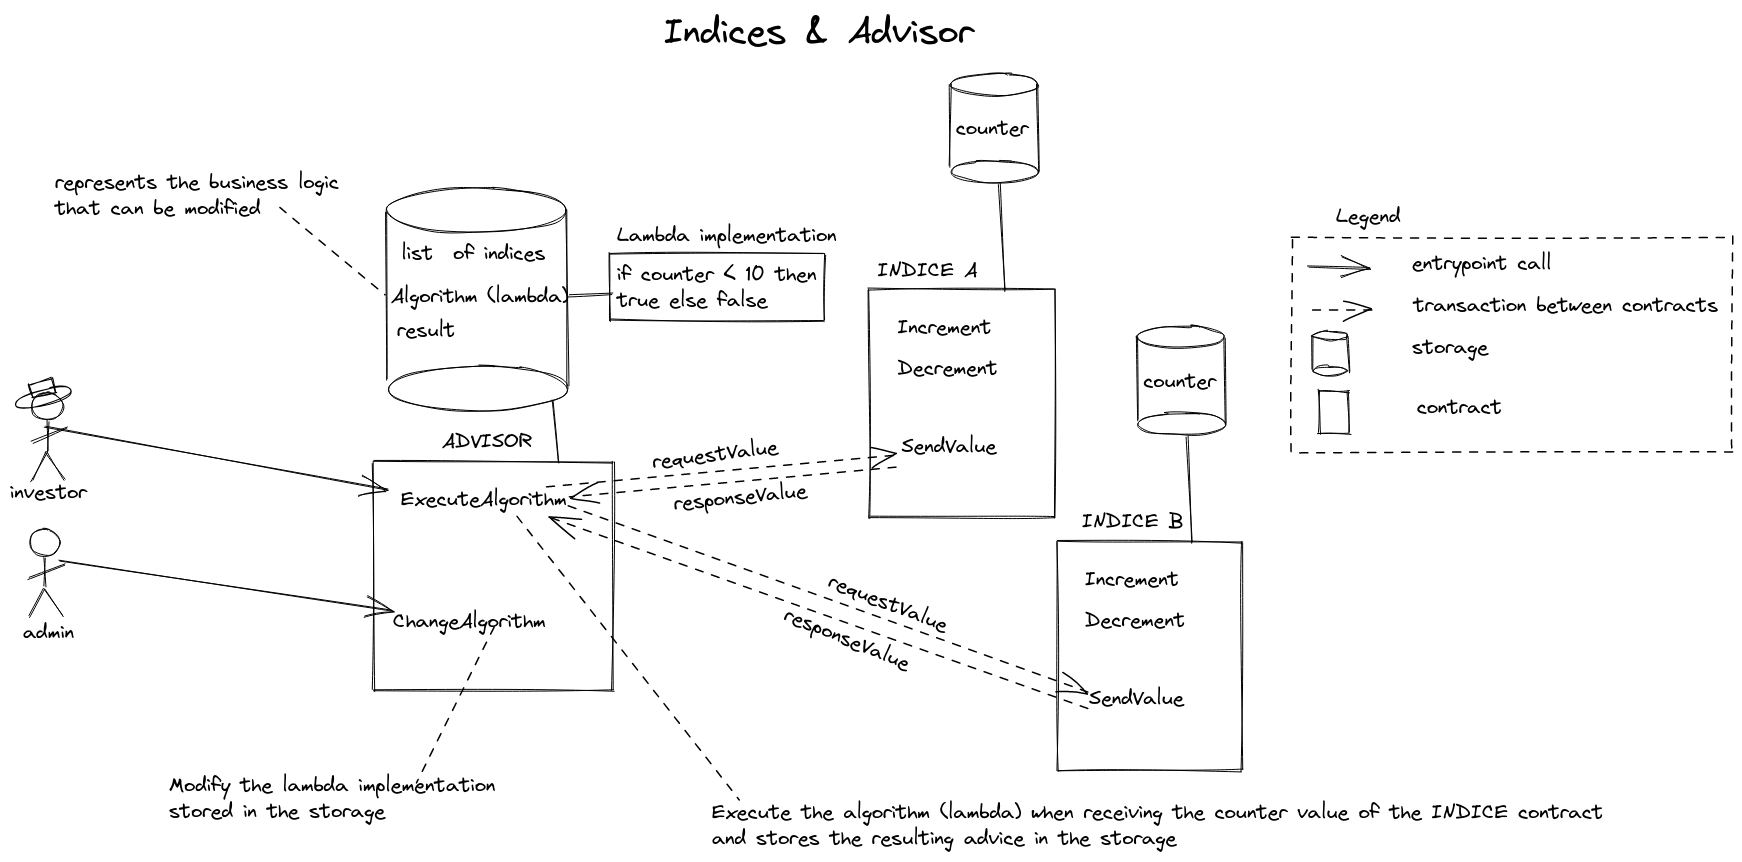 Indices & Advisor
counter
represents the business logic
that can be modified
list of indices
Algorithm (lambda)
result
Lambda implementation
if counter < 10 then
true else false
INDICE A
Increment
Decrement
SendValue
counter
Legend
entrypoint call
transaction between contracts
storage
contract
investor
admin
ADVISOR
ExecuteAlgorithm
ChangeAlgorithm
requestValue
responseValue
requestValue
responseValue
INDICE B
Increment
Decrement
SendValue
Modify the lambda implementation
stored in the storage
Execute the algorithm (lambda) when receiving the counter value of the INDICE contract
and stores the resulting advice in the storage